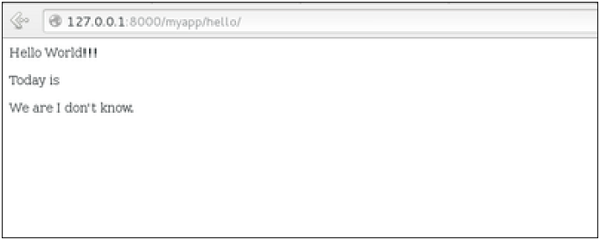 127.0.0.1:8000/myapp/hello/
Hello World!!!
Today is
We are I don't know.